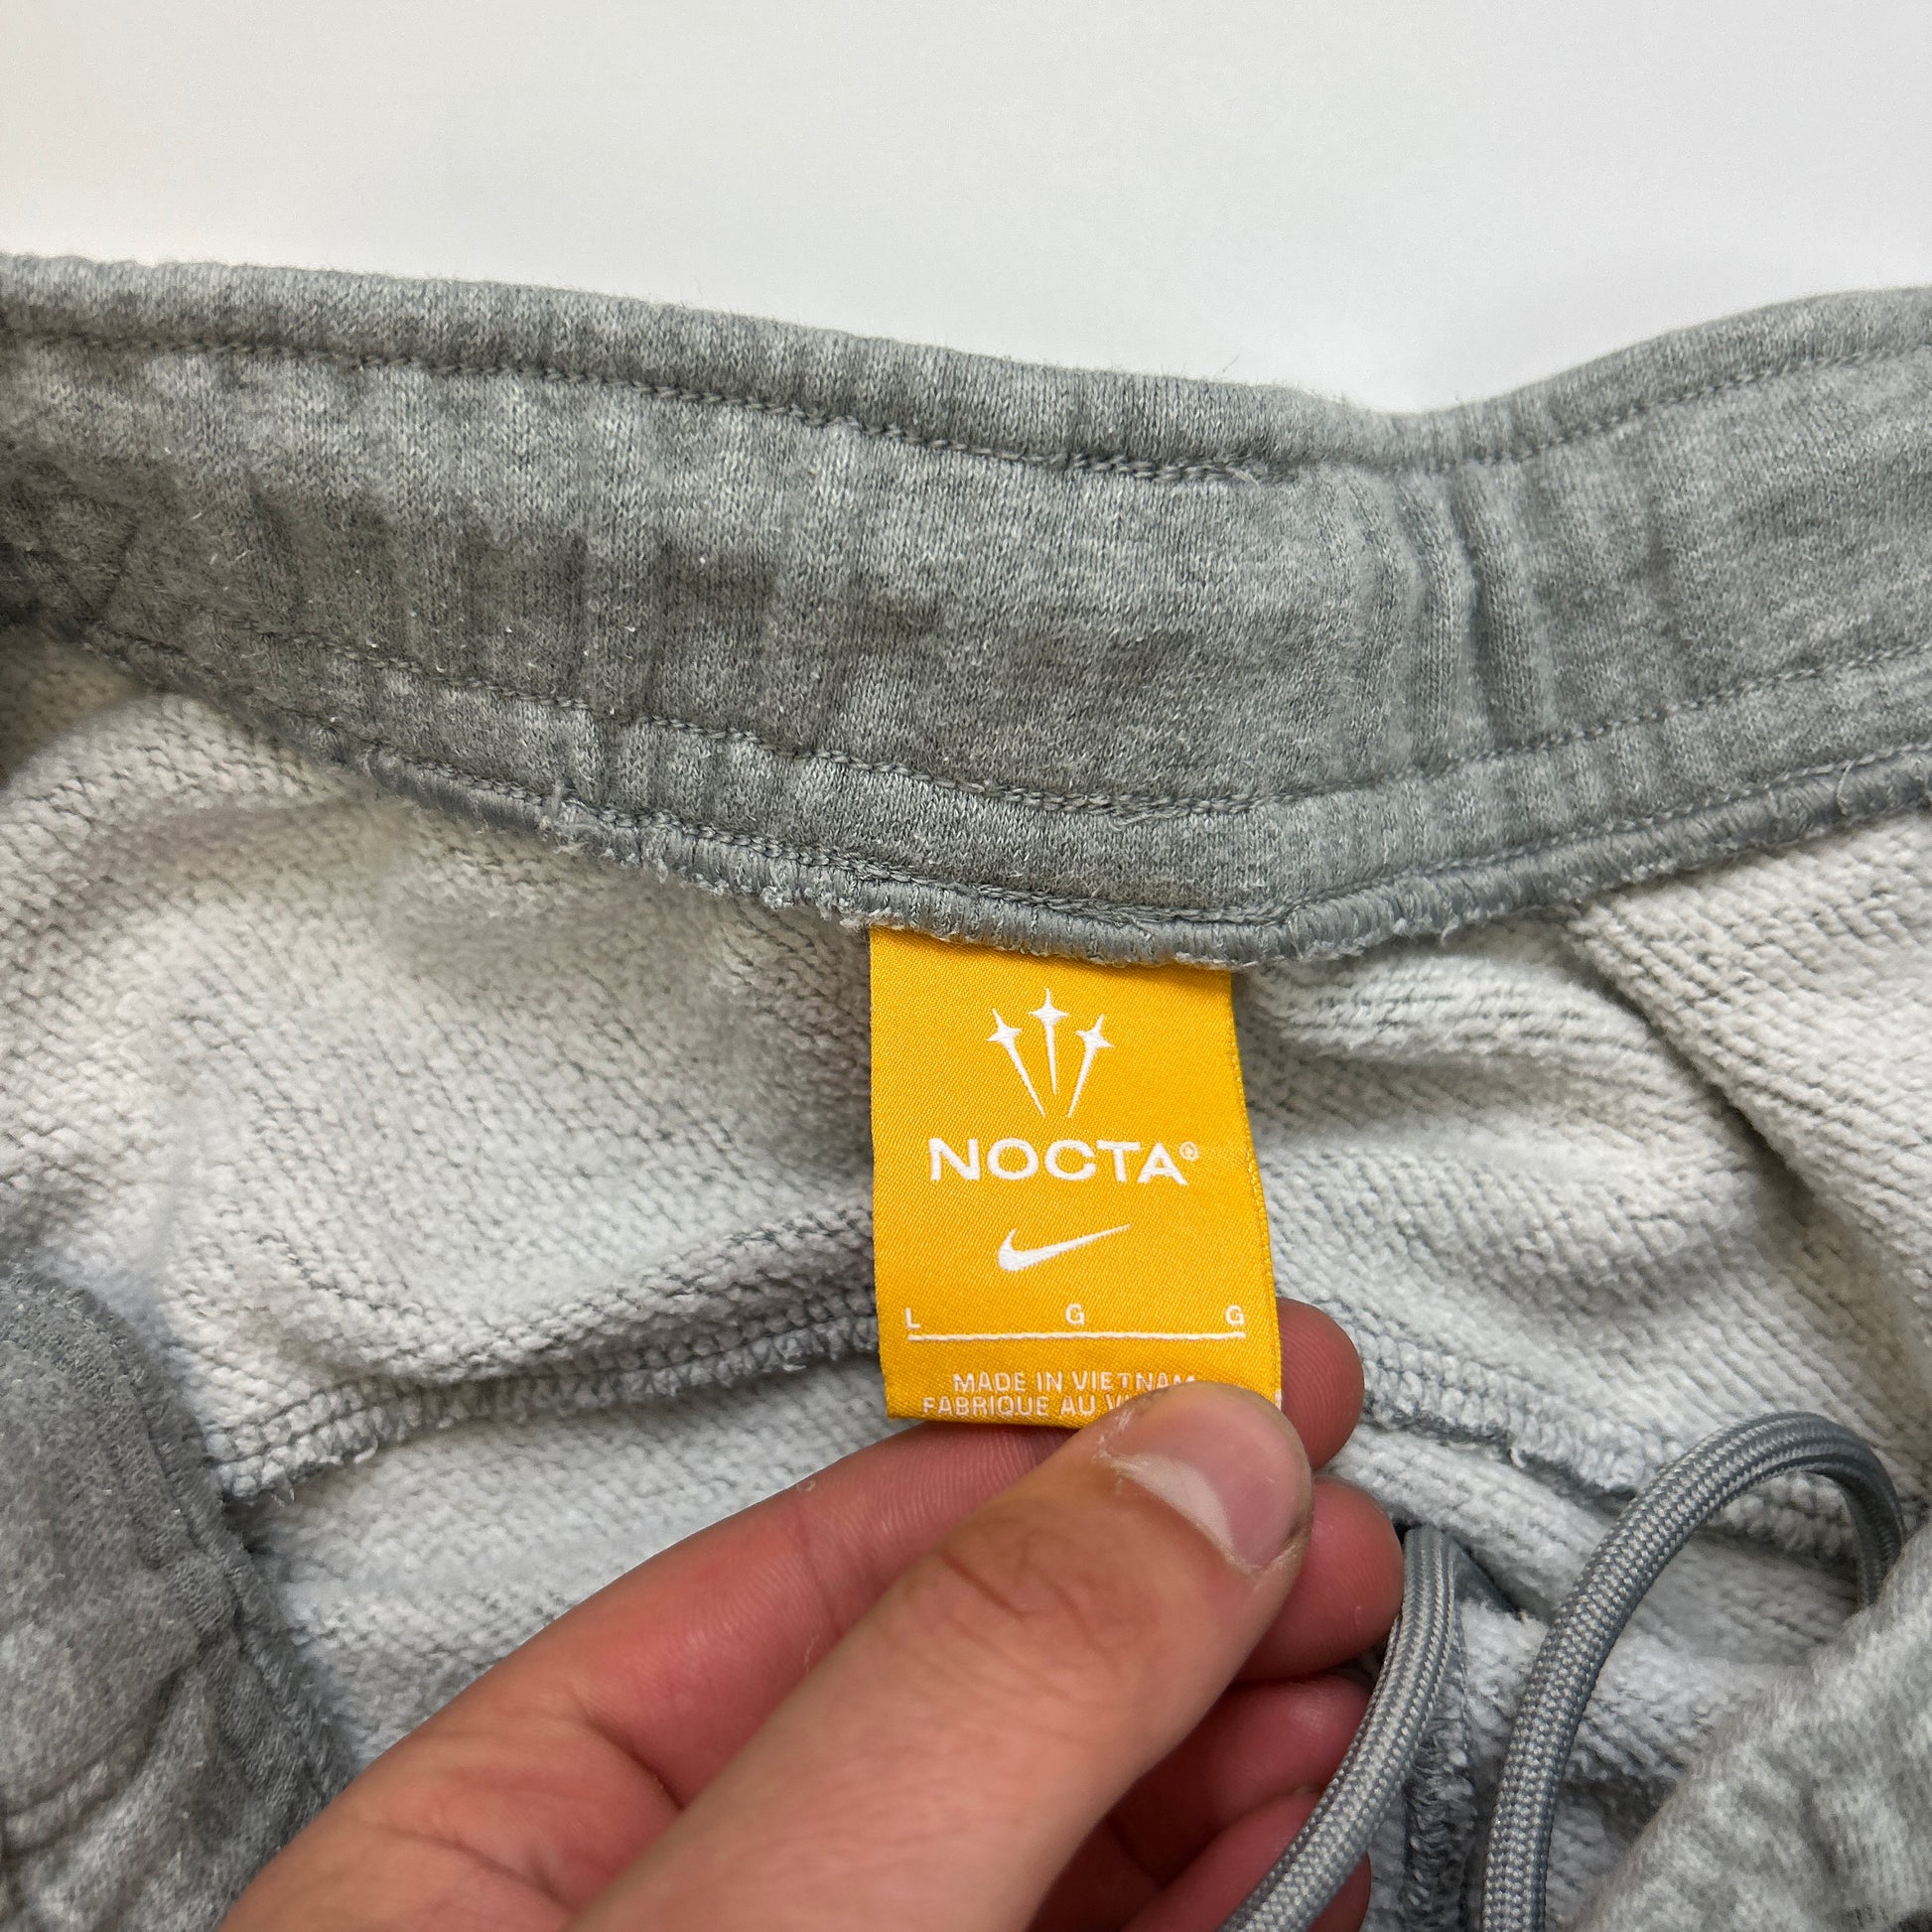 NOCTA®
L G G
MADE IN VIETNAM
FABRIQUE AU